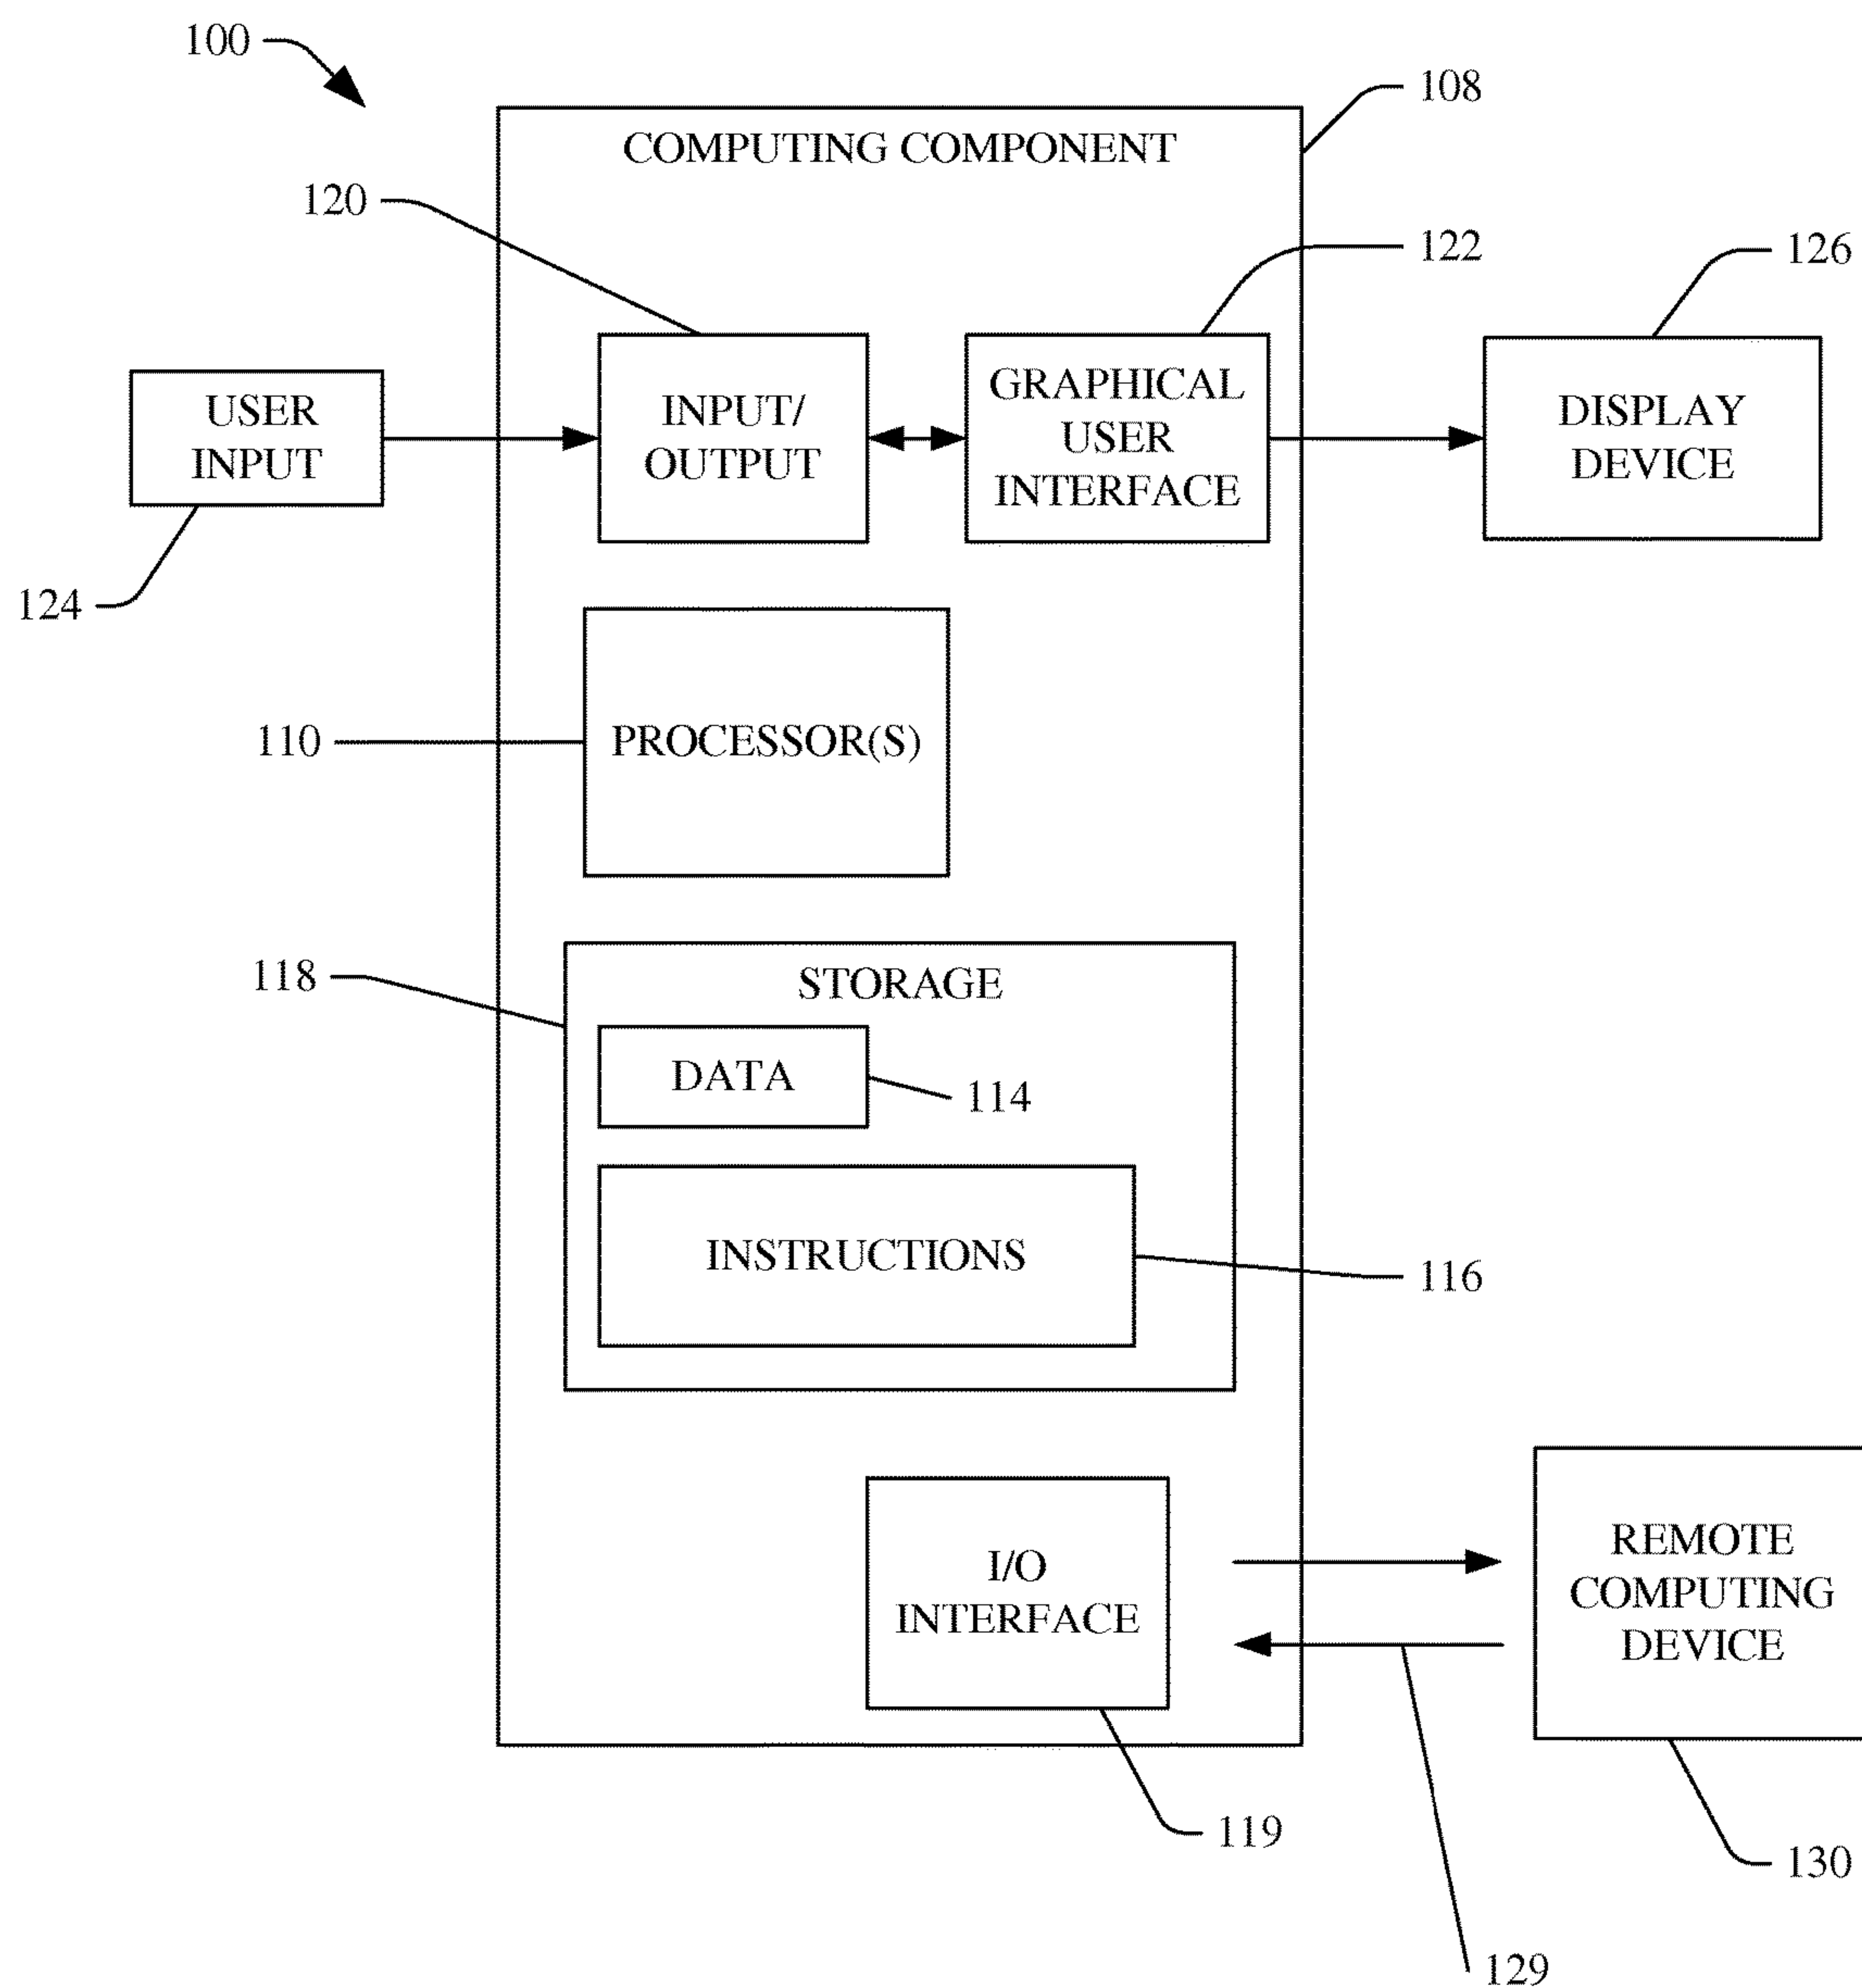 100
108
COMPUTING COMPONENT
120
122
126
USER
INPUT
INPUT/
OUTPUT
GRAPHICAL
USER
INTERFACE
DISPLAY
DEVICE
124
110
PROCESSOR(S)
118
STORAGE
DATA
114
INSTRUCTIONS
116
I/O
INTERFACE
REMOTE
COMPUTING
DEVICE
119
130
129